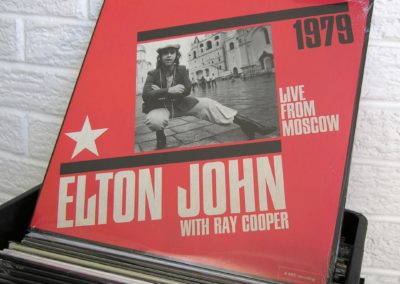 1979
LIVE
FROM
MOSCOW
ELTON JOHN
WITH RAY COOPER